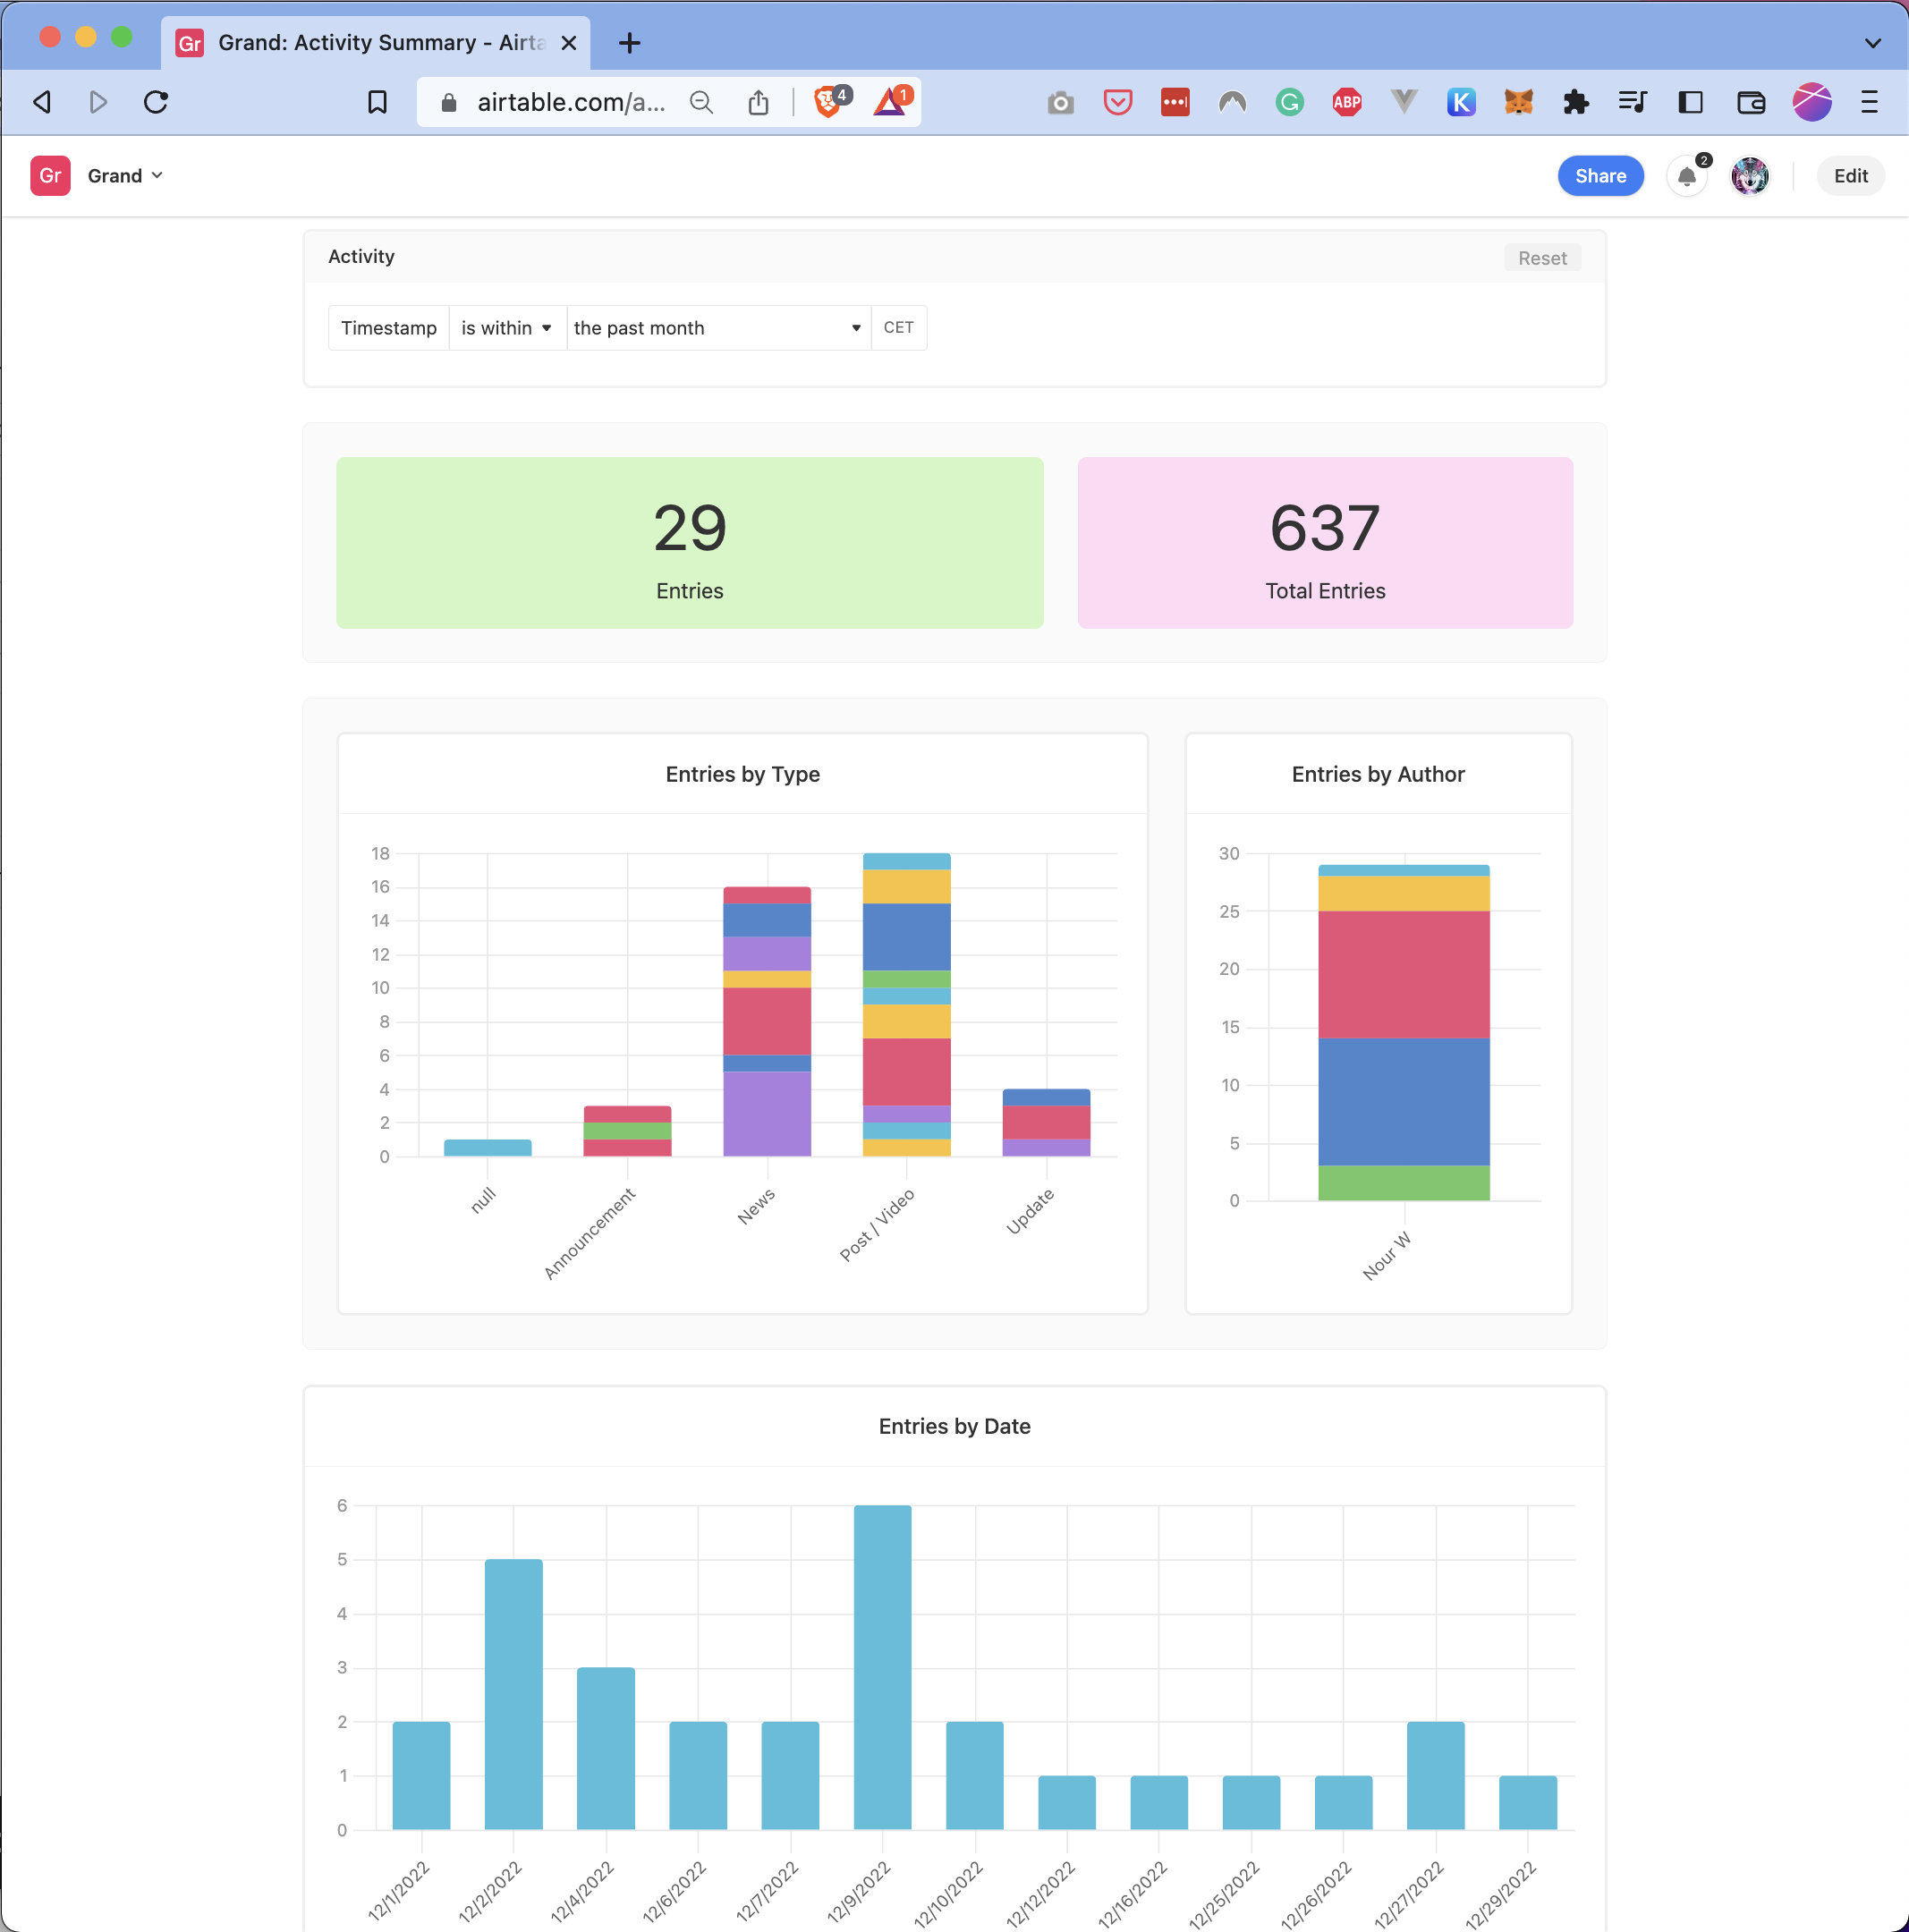 Gr Grand: Activity Summary - Airta
airtable.com/a... 4 1 ABP K
Gr Grand Share 2 Edit
Activity Reset
Timestamp is within the past month CET
29 637
Entries Total Entries
Entries by Type
18
16
14
12
10
8
6
4
2
0
null Announcement News Post / Video Update
Entries by Author
30
25
20
15
10
5
0
Nour W
Entries by Date
6
5
4
3
2
1
0
12/1/2022 12/2/2022 12/4/2022 12/6/2022 12/7/2022 12/9/2022 12/10/2022 12/12/2022 12/16/2022 12/25/2022 12/26/2022 12/27/2022 12/29/2022